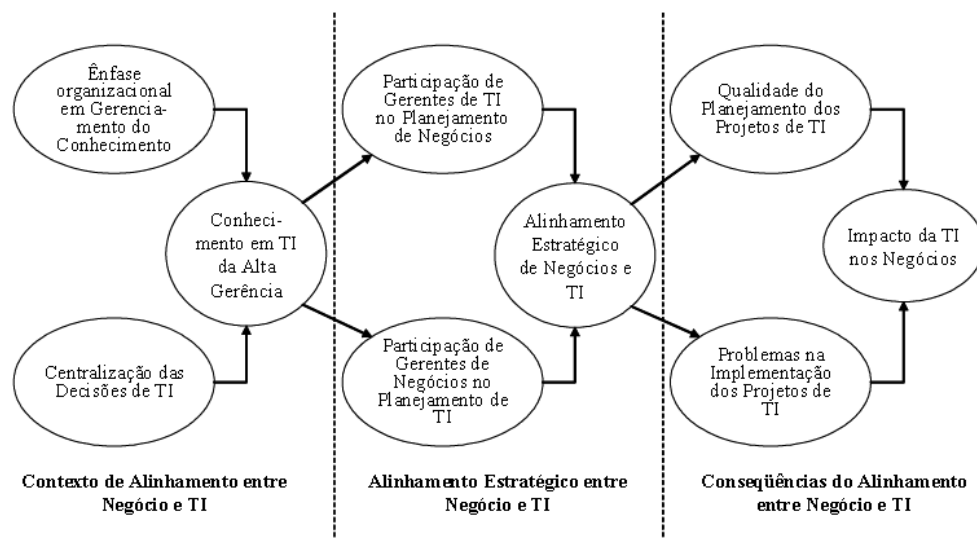 Ênfase
organizacional
em Gerencia-
mento do
Conhecimento
Centralização das
Decisões de TI
Conheci-
mento em TI
da Alta
Gerência
Participação de
Gerentes de TI
no Planejamento
de Negócios
Participação de
Gerentes de
Negócios no
Planejamento de
TI
Alinhamento
Estratégico
de Negócios e
TI
Qualidade do
Planejamento dos
Projetos de TI
Problemas na
Implementação
dos Projetos de
TI
Impacto da TI
nos Negócios
Contexto de Alinhamento entre
Negócio e TI
Alinhamento Estratégico entre
Negócio e TI
Conseqüências do Alinhamento
entre Negócio e TI